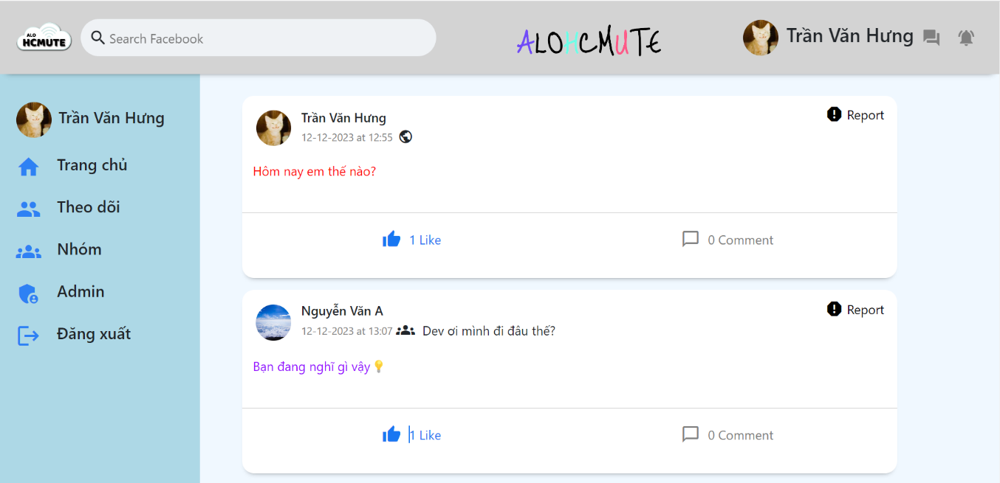 ALO
HCMUTE
Search Facebook
ALOHCMUTE
Trần Văn Hưng
Trần Văn Hưng
Trang chủ
Theo dõi
Nhóm
Admin
Đăng xuất
Trần Văn Hưng
Report
12-12-2023 at 12:55
Hôm nay em thế nào?
1 Like
0 Comment
Nguyễn Văn A
Report
12-12-2023 at 13:07 Dev ơi mình đi đâu thế?
Bạn đang nghĩ gì vậy💡
1 Like
0 Comment